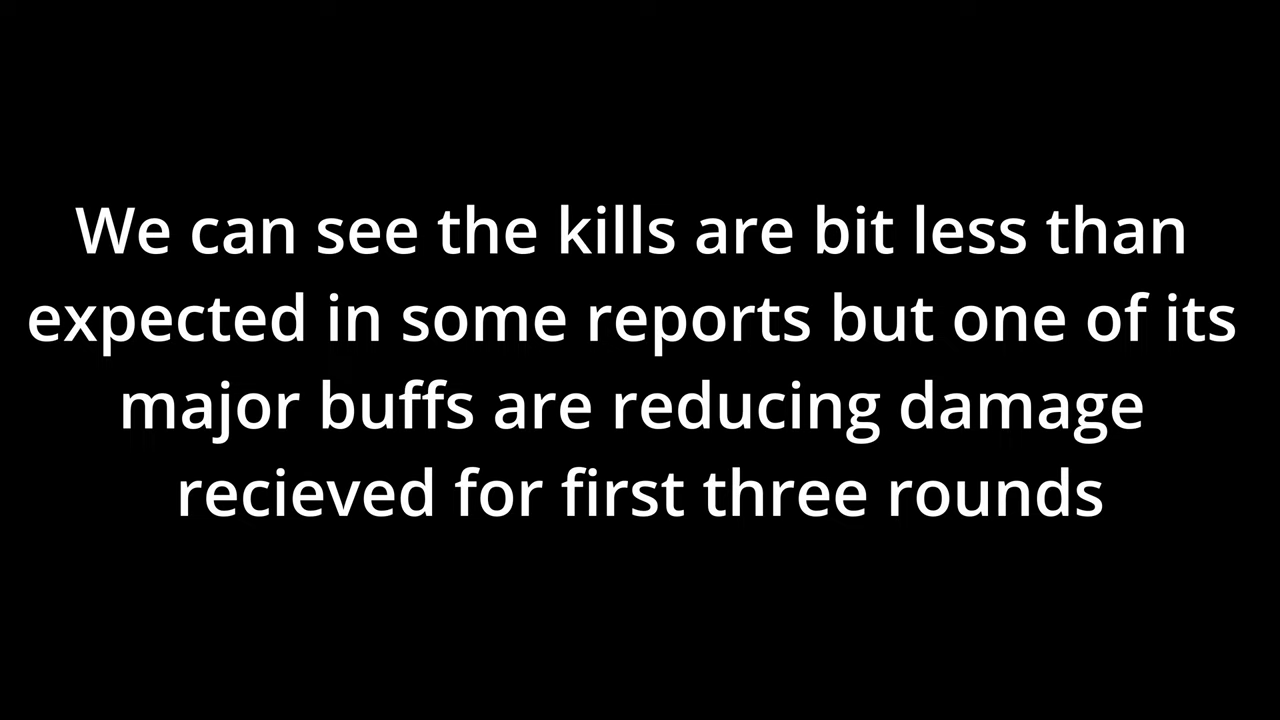 We can see the kills are bit less than
expected in some reports but one of its
major buffs are reducing damage
recieved for first three rounds